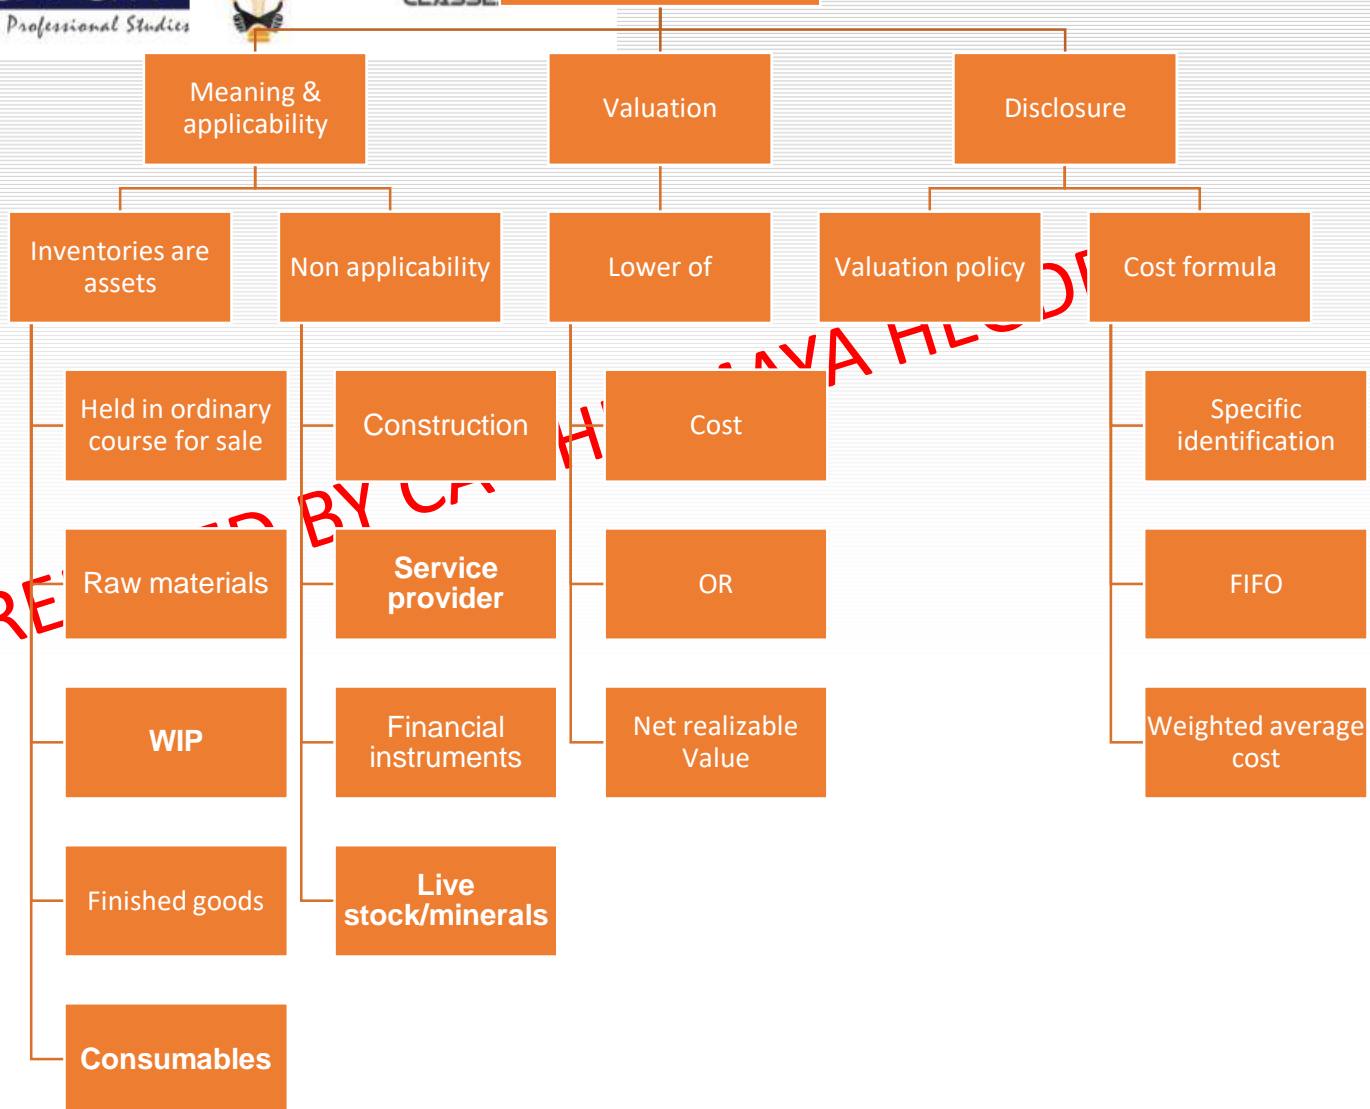 Professional Studies
Meaning &
applicability
Valuation
Disclosure
Inventories are
assets
Non applicability
Lower of
Valuation policy
Cost formula
Held in ordinary
course for sale
Construction
Cost
Specific
identification
Raw materials
Service
provider
OR
FIFO
WIP
Financial
instruments
Net realizable
Value
Weighted average
cost
Finished goods
Live
stock/minerals
Consumables
BY